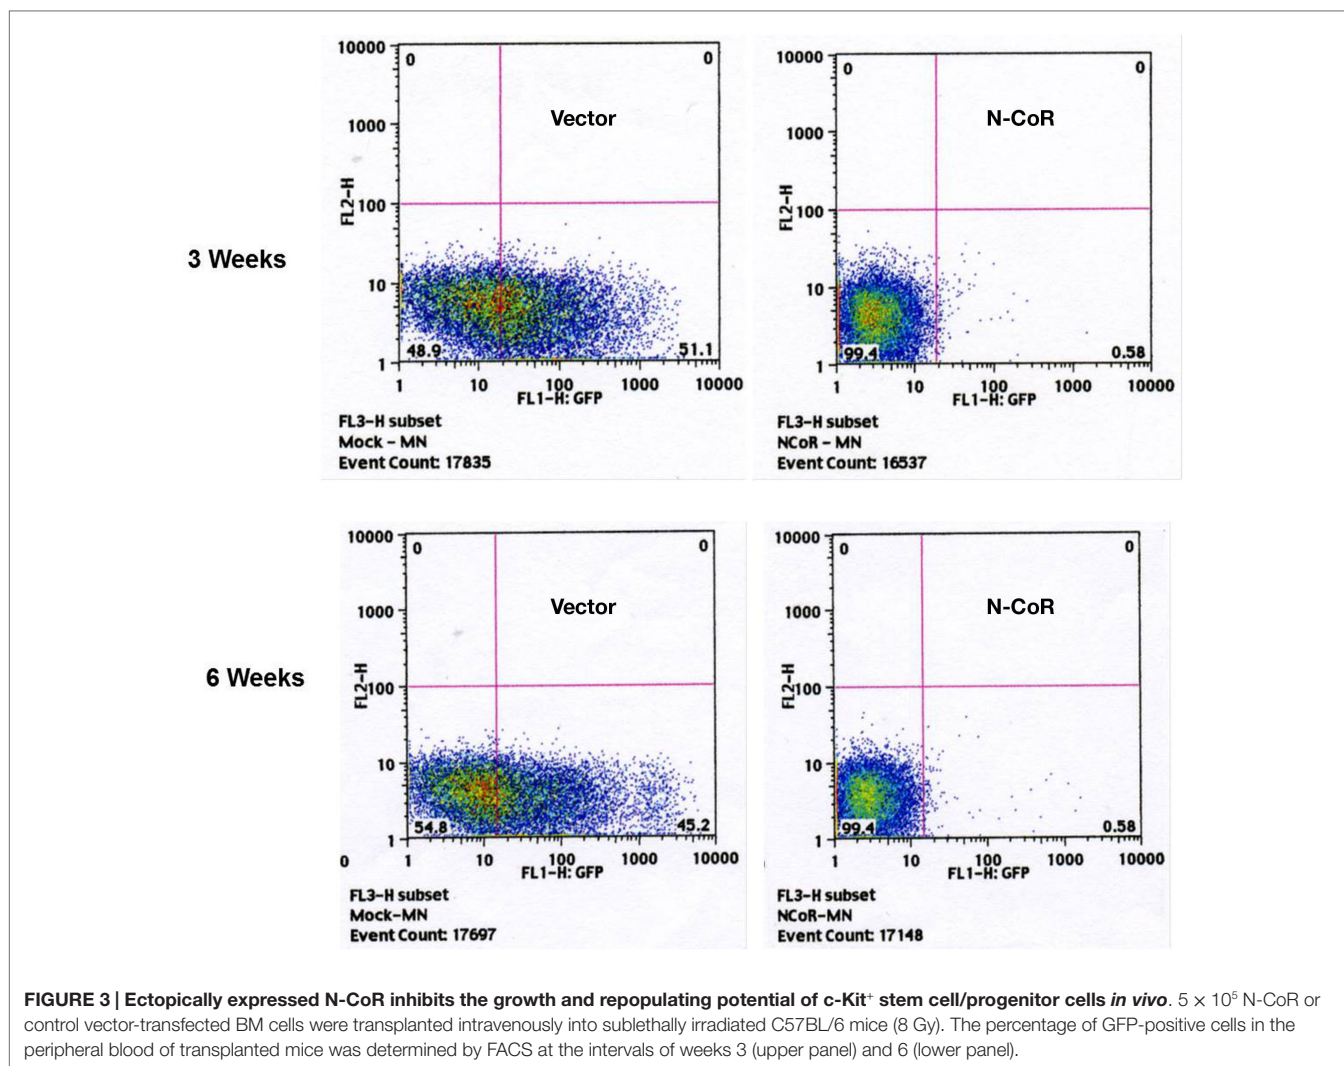 10000
0
0
Vector
1000
FL2-H
100
10
48.9
51.1
1
1
10
100
1000
10000
FL1-H: GFP
FL3-H subset
Mock - MN
Event Count: 17835
10000
0
0
N-CoR
1000
FL2-H
100
10
99.4
0.58
1
1
10
100
1000
10000
FL1-H: GFP
FL3-H subset
NCoR - MN
Event Count: 16537
3 Weeks
10000
0
0
Vector
1000
FL2-H
100
10
54.8
45.2
1
0
1
10
100
1000
10000
FL1-H: GFP
FL3-H subset
Mock-MN
Event Count: 17697
10000
0
0
N-CoR
1000
FL2-H
100
10
99.4
0.58
1
1
10
100
1000
10000
FL1-H: GFP
FL3-H subset
NCoR-MN
Event Count: 17148
6 Weeks
FIGURE 3 | Ectopically expressed N-CoR inhibits the growth and repopulating potential of c-Kit⁺ stem cell/progenitor cells in vivo. 5 × 10⁵ N-CoR or
control vector-transfected BM cells were transplanted intravenously into sublethally irradiated C57BL/6 mice (8 Gy). The percentage of GFP-positive cells in the
peripheral blood of transplanted mice was determined by FACS at the intervals of weeks 3 (upper panel) and 6 (lower panel).